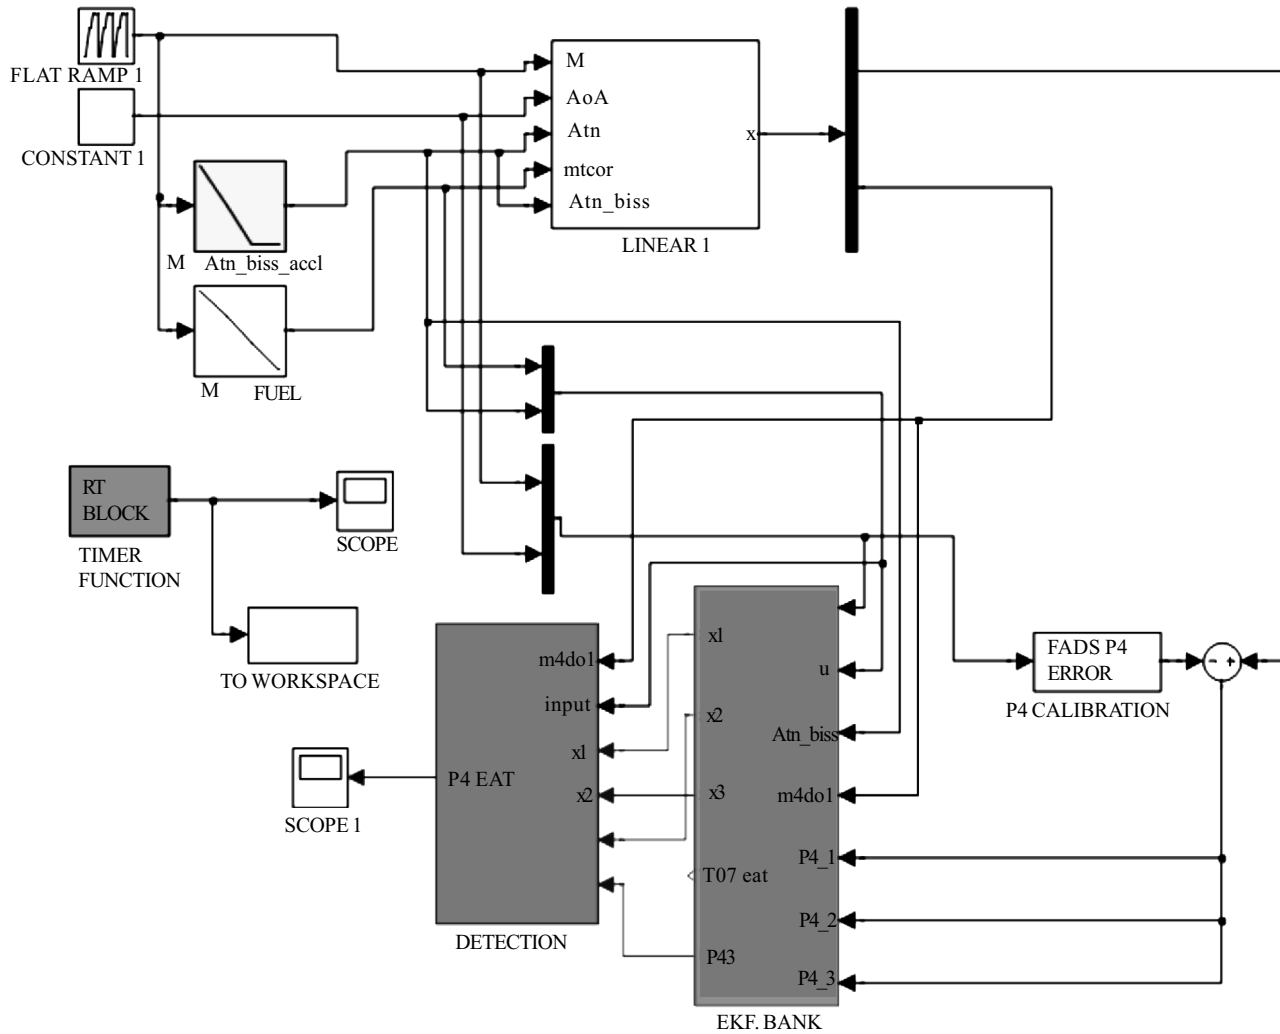 FLAT RAMP 1
CONSTANT 1
M
Atn_biss_accl
M
FUEL
M
AoA
Atn
mtcor
Atn_biss
x
LINEAR 1
RT
BLOCK
TIMER
FUNCTION
SCOPE
TO WORKSPACE
SCOPE 1
m4do1
input
x1
x2
P4 EAT
DETECTION
x1
x2
x3
T07 eat
P43
u
Atn_biss
m4do1
P4_1
P4_2
P4_3
EKF. BANK
FADS P4
ERROR
P4 CALIBRATION
- +